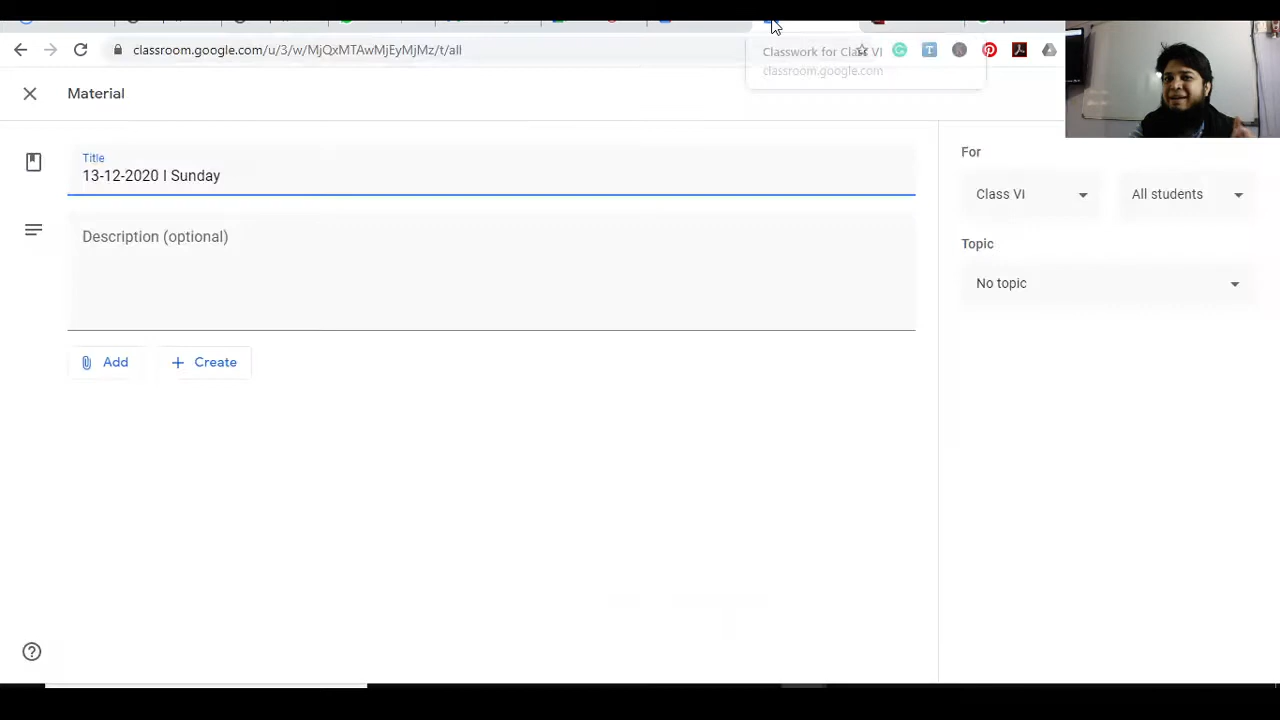 classroom.google.com/u/3/w/MjQxMTAwMjEyMjMz/t/all
Classwork for Class VI
classroom.google.com
Material
Title
13-12-2020 I Sunday
Description (optional)
Add
Create
For
Class VI
All students
Topic
No topic